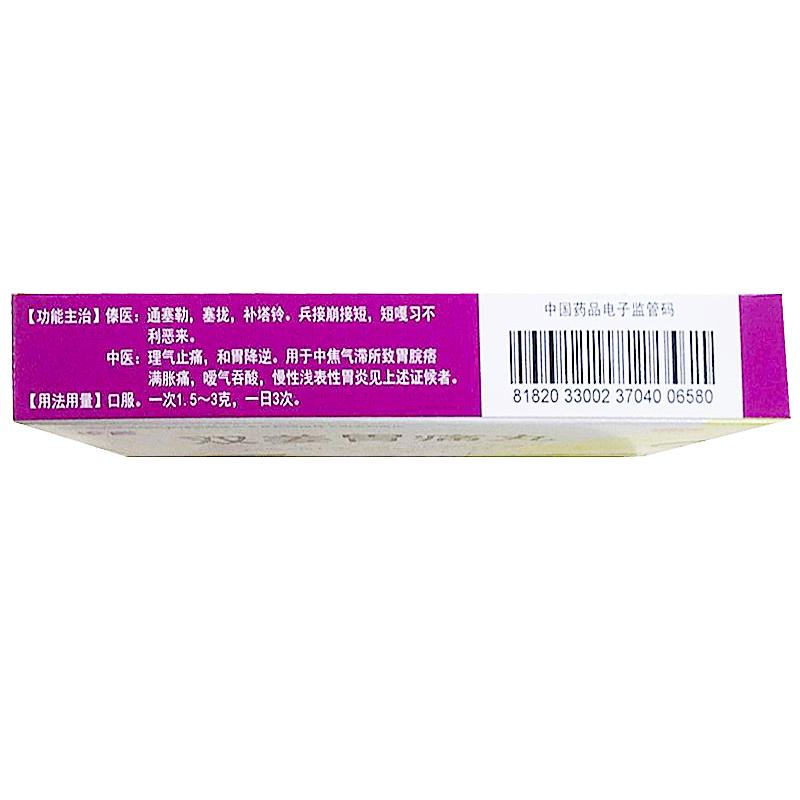 【功能主治】傣医：通塞勒，塞拢，补塔铃。兵接崩接短，短嘎习不
利恶来。
中医：理气止痛，和胃降逆。用于中焦气滞所致胃脘痞
满胀痛，嗳气吞酸，慢性浅表性胃炎见上述证候者。
【用法用量】口服。一次1.5～3克，一日3次。
中国药品电子监管码
81820 33002 37040 06580
双姜胃痛丸